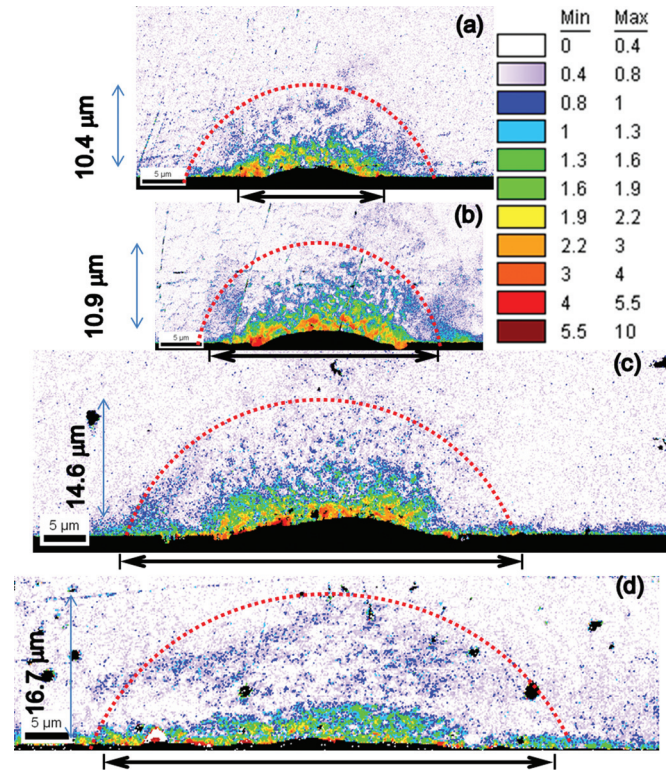 (a)
10.4 µm
5 µm
(b)
10.9 µm
5 µm
(c)
14.6 µm
5 µm
(d)
16.7 µm
5 µm
Min Max
0 0.4
0.4 0.8
0.8 1
1 1.3
1.3 1.6
1.6 1.9
1.9 2.2
2.2 3
3 4
4 5.5
5.5 10